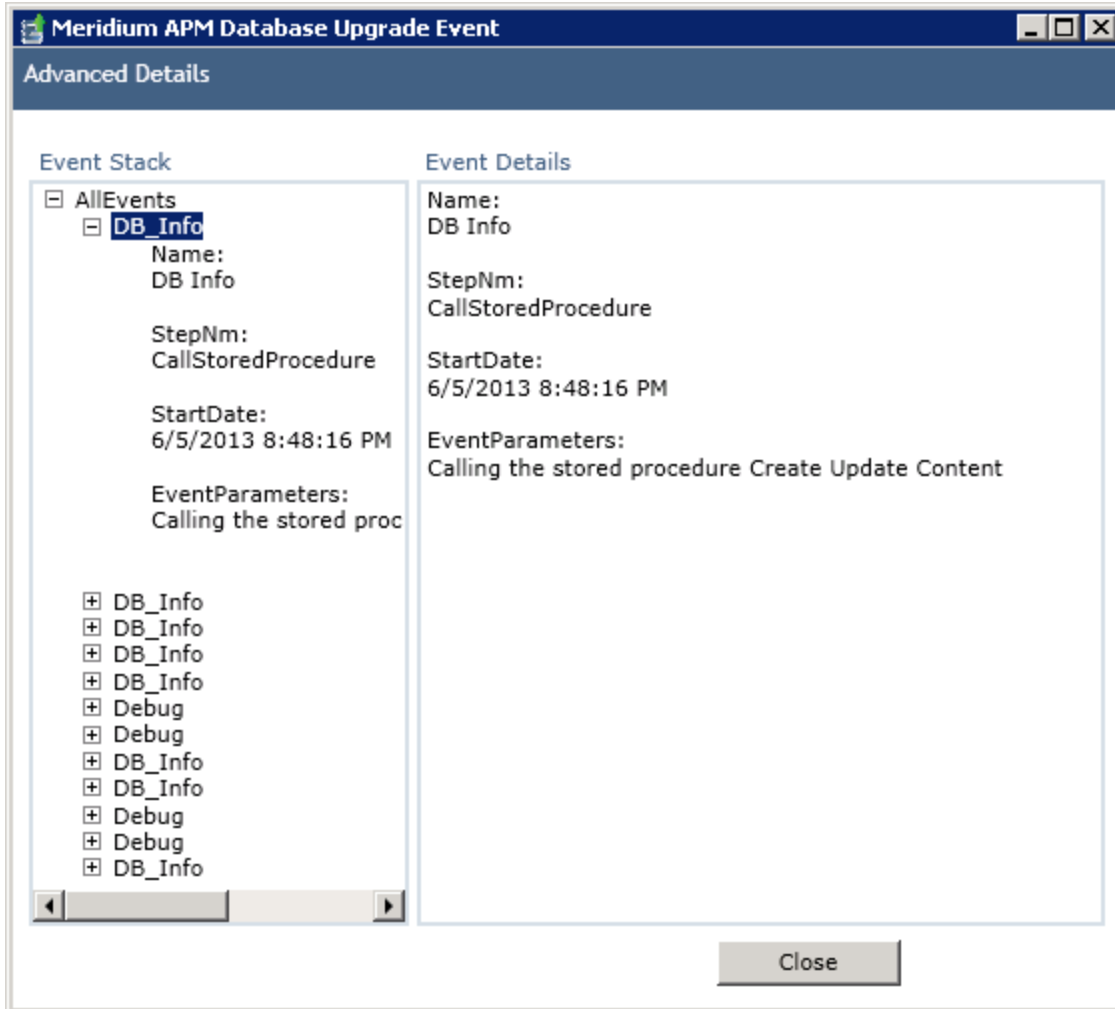 Meridium APM Database Upgrade Event
Advanced Details
Event Stack
AllEvents
DB_Info
Name:
DB Info
StepNm:
CallStoredProcedure
StartDate:
6/5/2013 8:48:16 PM
EventParameters:
Calling the stored proc
DB_Info
DB_Info
DB_Info
DB_Info
Debug
Debug
DB_Info
DB_Info
Debug
Debug
DB_Info
Event Details
Name:
DB Info
StepNm:
CallStoredProcedure
StartDate:
6/5/2013 8:48:16 PM
EventParameters:
Calling the stored procedure Create Update Content
Close